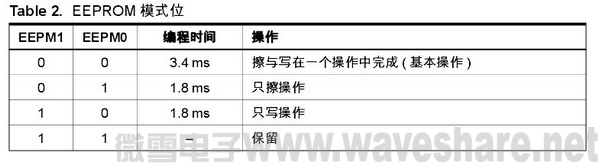 Table 2. EEPROM 模式位
EEPM1 EEPM0 编程时间 操作
0 0 3.4 ms 擦与写在一个操作中完成 ( 基本操作 )
0 1 1.8 ms 只擦操作
1 0 1.8 ms 只写操作
1 1 – 保留
微雪电子 www.waveshare.net